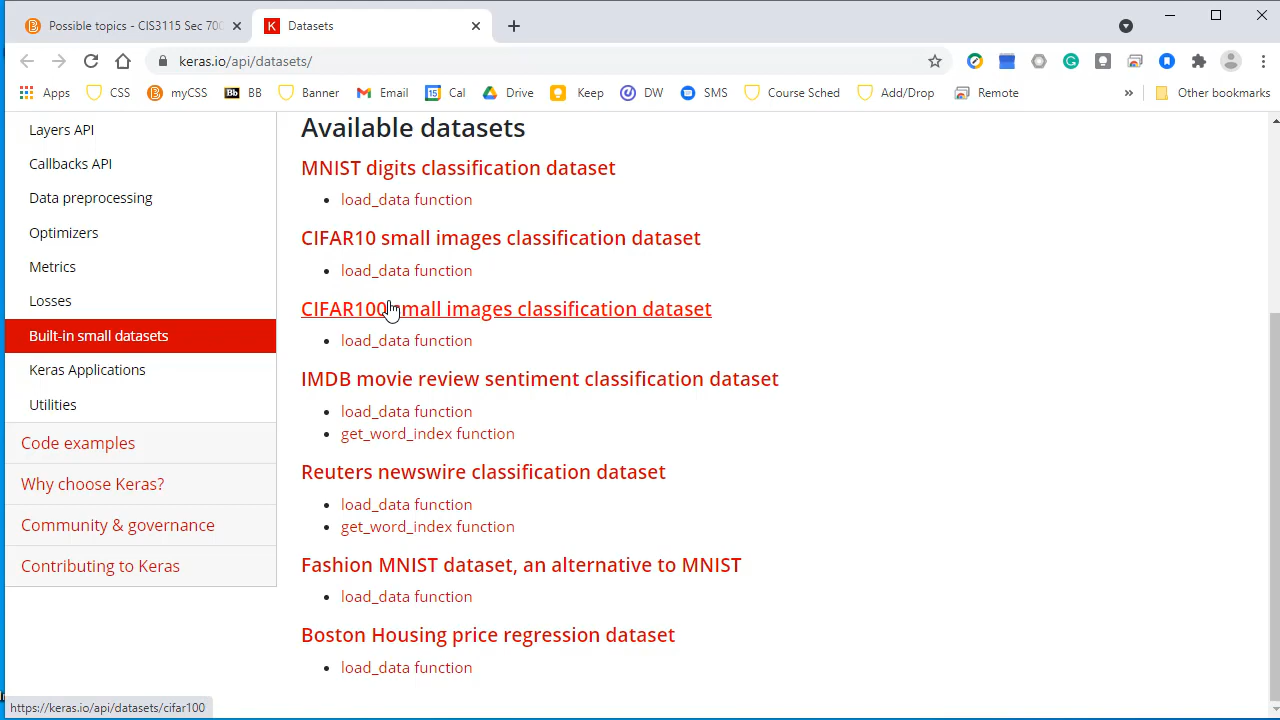 Possible topics - CIS3115 Sec 700
Datasets
keras.io/api/datasets/
Apps
CSS
myCSS
BB
Banner
Email
Cal
Drive
Keep
DW
SMS
Course Sched
Add/Drop
Remote
»
Other bookmarks
Layers API
Callbacks API
Data preprocessing
Optimizers
Metrics
Losses
Built-in small datasets
Keras Applications
Utilities
Code examples
Why choose Keras?
Community & governance
Contributing to Keras
Available datasets
MNIST digits classification dataset
• load_data function
CIFAR10 small images classification dataset
• load_data function
CIFAR100 small images classification dataset
• load_data function
IMDB movie review sentiment classification dataset
• load_data function
• get_word_index function
Reuters newswire classification dataset
• load_data function
• get_word_index function
Fashion MNIST dataset, an alternative to MNIST
• load_data function
Boston Housing price regression dataset
• load_data function
https://keras.io/api/datasets/cifar100